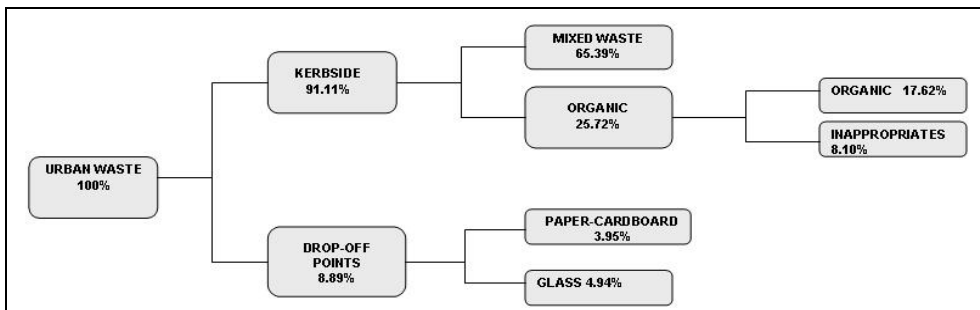 URBAN WASTE
100%
KERBSIDE
91.11%
DROP-OFF
POINTS
8.89%
MIXED WASTE
65.39%
ORGANIC
25.72%
PAPER-CARDBOARD
3.95%
GLASS 4.94%
ORGANIC 17.62%
INAPPROPRIATES
8.10%